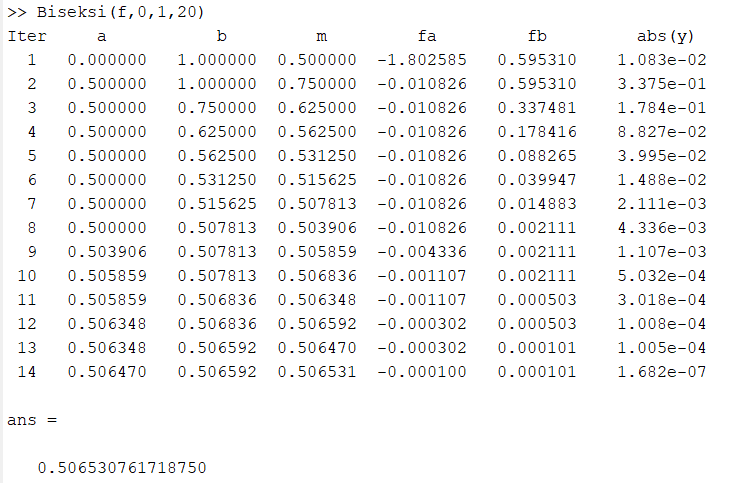 >> Biseksi(f,0,1,20)
Iter a b m fa fb abs(y)
1 0.000000 1.000000 0.500000 -1.802585 0.595310 1.083e-02
2 0.500000 1.000000 0.750000 -0.010826 0.595310 3.375e-01
3 0.500000 0.750000 0.625000 -0.010826 0.337481 1.784e-01
4 0.500000 0.625000 0.562500 -0.010826 0.178416 8.827e-02
5 0.500000 0.562500 0.531250 -0.010826 0.088265 3.995e-02
6 0.500000 0.531250 0.515625 -0.010826 0.039947 1.488e-02
7 0.500000 0.515625 0.507813 -0.010826 0.014883 2.111e-03
8 0.500000 0.507813 0.503906 -0.010826 0.002111 4.336e-03
9 0.503906 0.507813 0.505859 -0.004336 0.002111 1.107e-03
10 0.505859 0.507813 0.506836 -0.001107 0.002111 5.032e-04
11 0.505859 0.506836 0.506348 -0.001107 0.000503 3.018e-04
12 0.506348 0.506836 0.506592 -0.000302 0.000503 1.008e-04
13 0.506348 0.506592 0.506470 -0.000302 0.000101 1.005e-04
14 0.506470 0.506592 0.506531 -0.000100 0.000101 1.682e-07
ans =
0.506530761718750